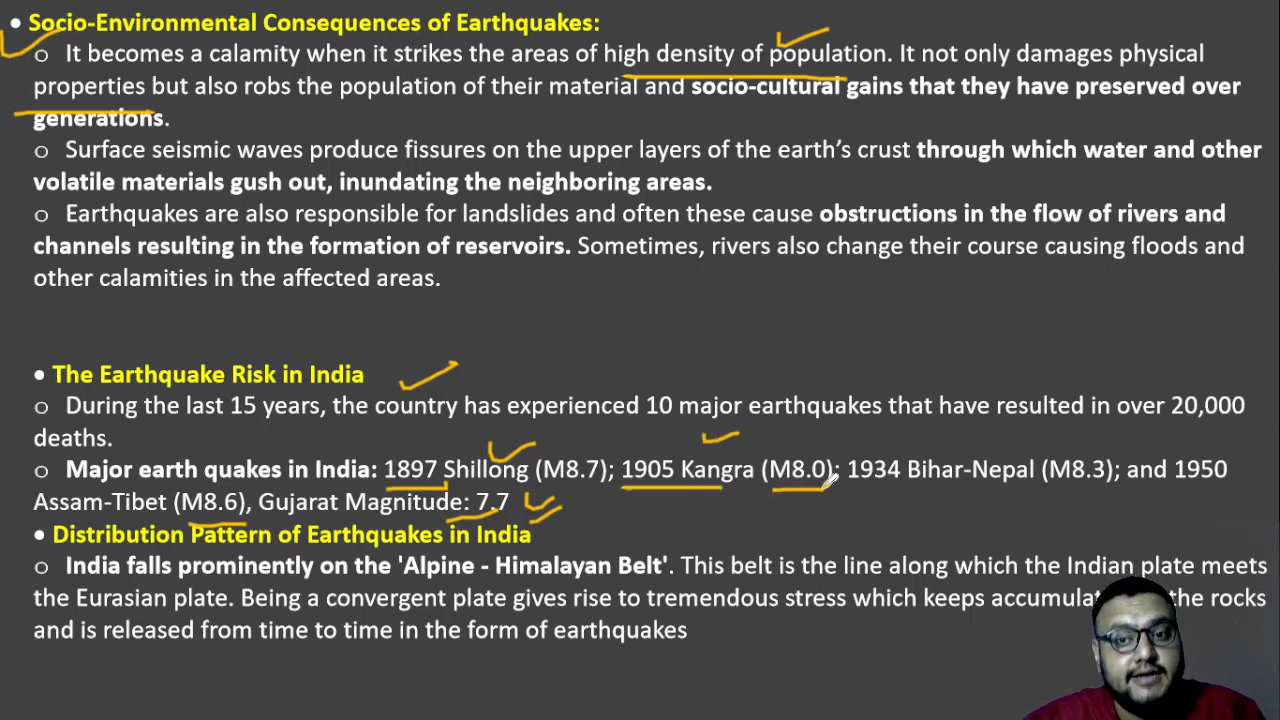 • Socio-Environmental Consequences of Earthquakes:
o It becomes a calamity when it strikes the areas of high density of population. It not only damages physical
properties but also robs the population of their material and socio-cultural gains that they have preserved over
generations.
o Surface seismic waves produce fissures on the upper layers of the earth's crust through which water and other
volatile materials gush out, inundating the neighboring areas.
o Earthquakes are also responsible for landslides and often these cause obstructions in the flow of rivers and
channels resulting in the formation of reservoirs. Sometimes, rivers also change their course causing floods and
other calamities in the affected areas.
• The Earthquake Risk in India
o During the last 15 years, the country has experienced 10 major earthquakes that have resulted in over 20,000
deaths.
o Major earth quakes in India: 1897 Shillong (M8.7); 1905 Kangra (M8.0); 1934 Bihar-Nepal (M8.3); and 1950
Assam-Tibet (M8.6), Gujarat Magnitude: 7.7
• Distribution Pattern of Earthquakes in India
o India falls prominently on the 'Alpine - Himalayan Belt'. This belt is the line along which the Indian plate meets
the Eurasian plate. Being a convergent plate gives rise to tremendous stress which keeps the rocks
and is released from time to time in the form of earthquakes